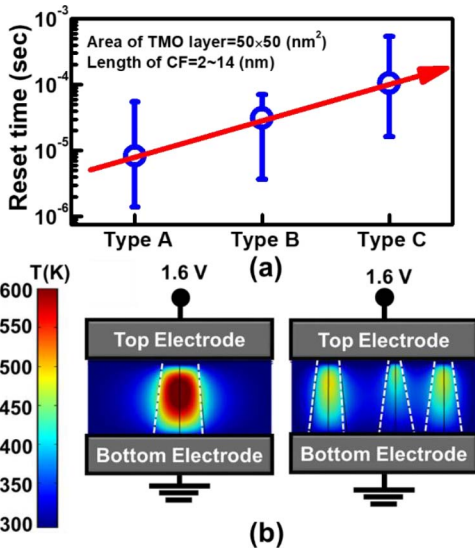 10⁻³
Area of TMO layer=50×50 (nm²)
Length of CF=2~14 (nm)
10⁻⁴
10⁻⁵
10⁻⁶
Reset time (sec)
Type A Type B Type C
(a)
T(K)
600
550
500
450
400
350
300
1.6 V 1.6 V
Top Electrode Top Electrode
Bottom Electrode Bottom Electrode
(b)